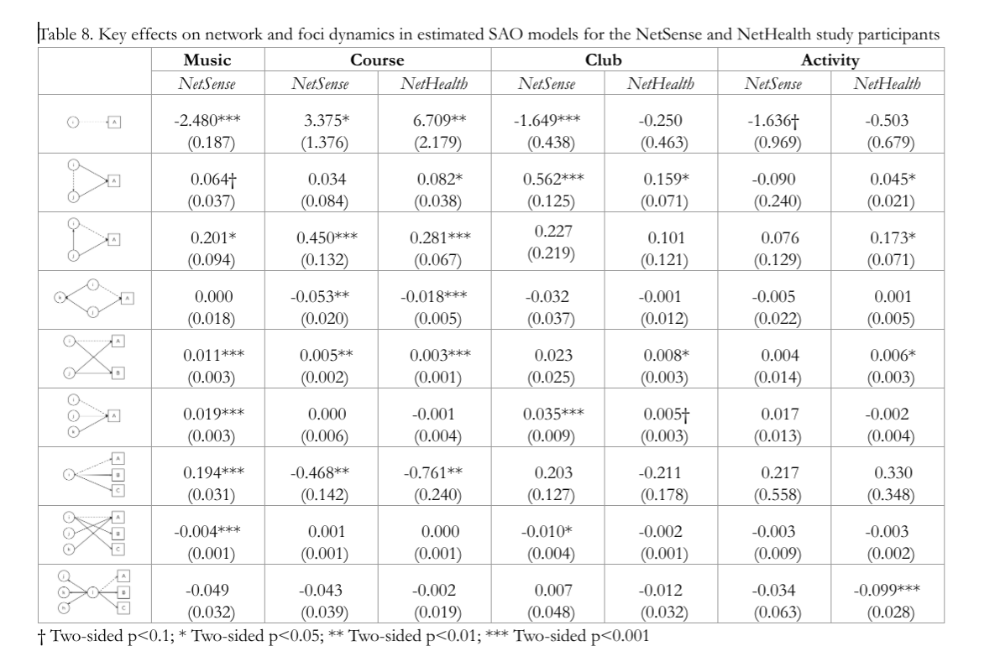 Table 8. Key effects on network and foci dynamics in estimated SAO models for the NetSense and NetHealth study participants
Music Course Club Activity
NetSense NetSense NetHealth NetSense NetHealth NetSense NetHealth
i A -2.480*** 3.375* 6.709** -1.649*** -0.250 -1.636† -0.503
(0.187) (1.376) (2.179) (0.438) (0.463) (0.969) (0.679)
i A j 0.064† 0.034 0.082* 0.562*** 0.159* -0.090 0.045*
(0.037) (0.084) (0.038) (0.125) (0.071) (0.240) (0.021)
i A j 0.201* 0.450*** 0.281*** 0.227 0.101 0.076 0.173*
(0.094) (0.132) (0.067) (0.219) (0.121) (0.129) (0.071)
i k A j 0.000 -0.053** -0.018*** -0.032 -0.001 -0.005 0.001
(0.018) (0.020) (0.005) (0.037) (0.012) (0.022) (0.005)
i A j B 0.011*** 0.005** 0.003*** 0.023 0.008* 0.004 0.006*
(0.003) (0.002) (0.001) (0.025) (0.003) (0.014) (0.003)
i j A k 0.019*** 0.000 -0.001 0.035*** 0.005† 0.017 -0.002
(0.003) (0.006) (0.004) (0.009) (0.003) (0.013) (0.004)
A i B C 0.194*** -0.468** -0.761** 0.203 -0.211 0.217 0.330
(0.031) (0.142) (0.240) (0.127) (0.178) (0.558) (0.348)
i A j B k C -0.004*** 0.001 0.000 -0.010* -0.002 -0.003 -0.003
(0.001) (0.001) (0.001) (0.004) (0.001) (0.009) (0.002)
j A k i B h C -0.049 -0.043 -0.002 0.007 -0.012 -0.034 -0.099***
(0.032) (0.039) (0.019) (0.048) (0.032) (0.063) (0.028)
† Two-sided p<0.1; * Two-sided p<0.05; ** Two-sided p<0.01; *** Two-sided p<0.001